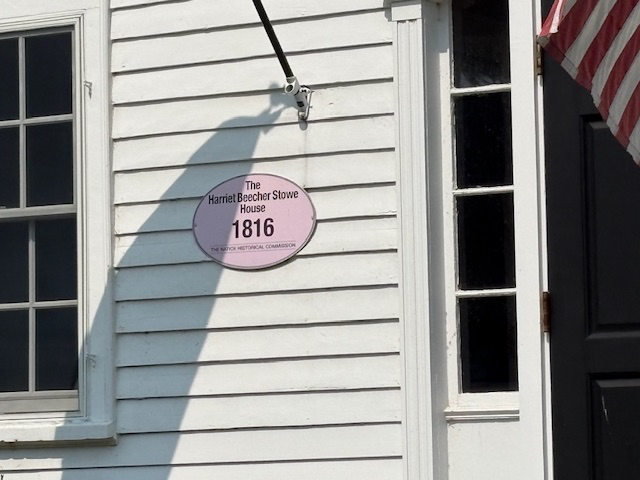 The
Harriet Beecher Stowe
House
1816
THE NATICK HISTORICAL COMMISSION